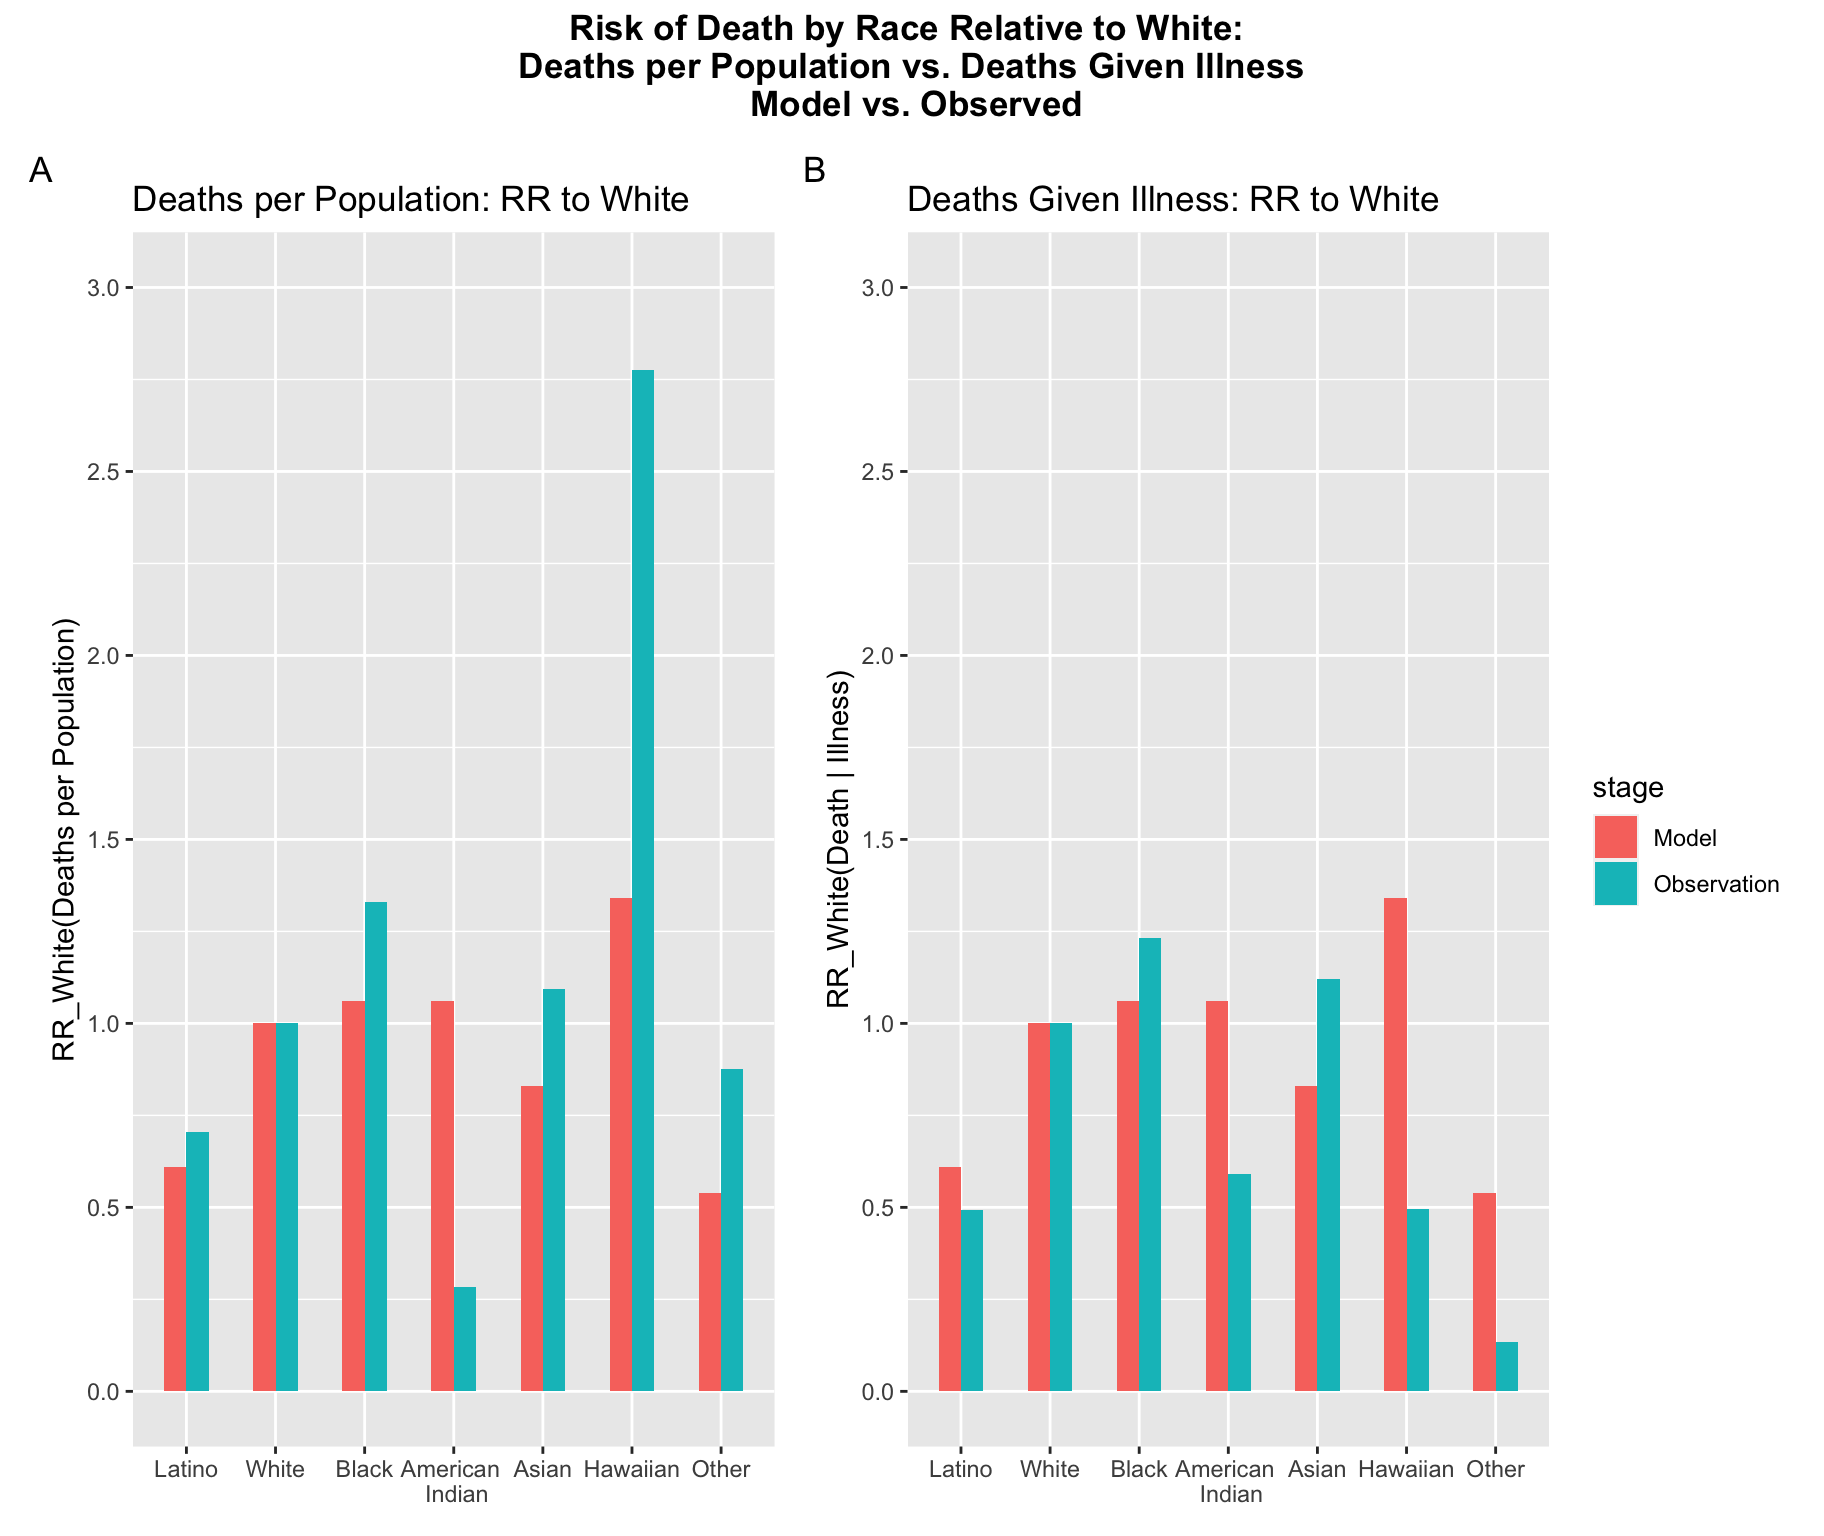 Risk of Death by Race Relative to White:
Deaths per Population vs. Deaths Given Illness
Model vs. Observed
A
Deaths per Population: RR to White
RR_White(Deaths per Population)
3.0
2.5
2.0
1.5
1.0
0.5
0.0
Latino White Black American Asian Hawaiian Other
Indian
B
Deaths Given Illness: RR to White
RR_White(Death | Illness)
3.0
2.5
2.0
1.5
1.0
0.5
0.0
Latino White Black American Asian Hawaiian Other
Indian
stage
Model
Observation